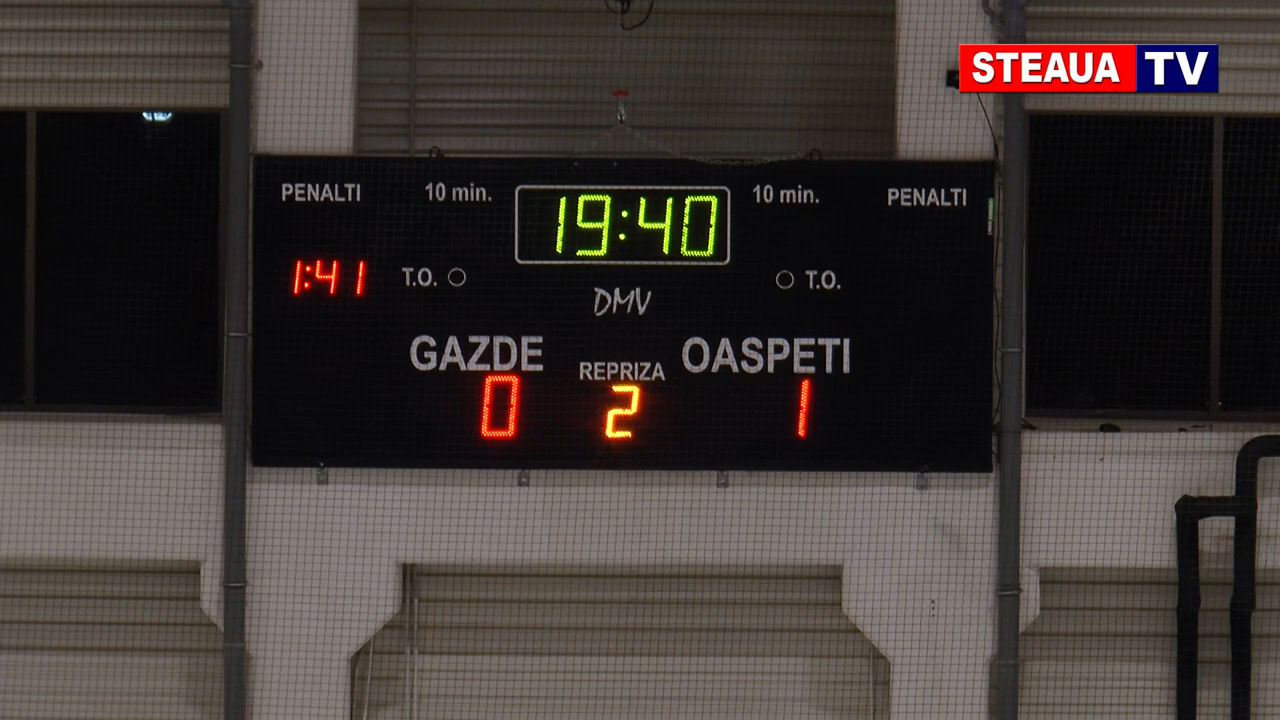 STEAUA TV
PENALTI 10 min. 19:40 10 min. PENALTI
1:41 T.O. T.O.
DMV
GAZDE REPRIZA OASPETI
0 2 1